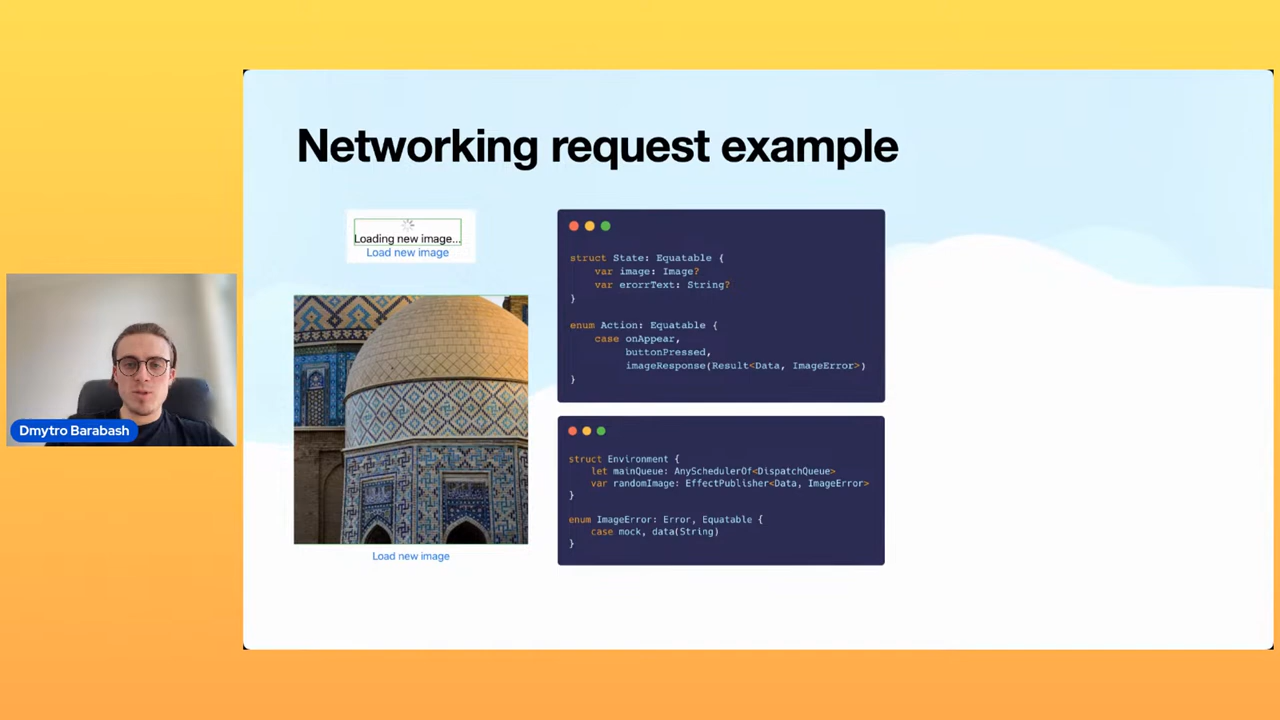 Networking request example
Loading new image...
Load new image
Load new image
struct State: Equatable {
var image: Image?
var erorrText: String?
}
enum Action: Equatable {
case onAppear,
buttonPressed,
imageResponse(Result<Data, ImageError>)
}
struct Environment {
let mainQueue: AnySchedulerOf<DispatchQueue>
var randomImage: EffectPublisher<Data, ImageError>
}
enum ImageError: Error, Equatable {
case mock, data(String)
}
Dmytro Barabash